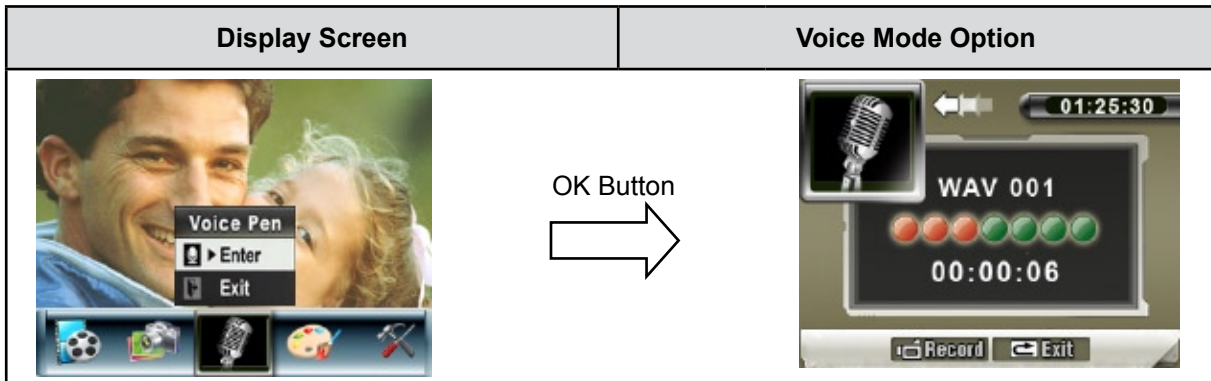 Display Screen
Voice Mode Option
Voice Pen
Enter
Exit
OK Button
01:25:30
WAV 001
00:00:06
Record Exit